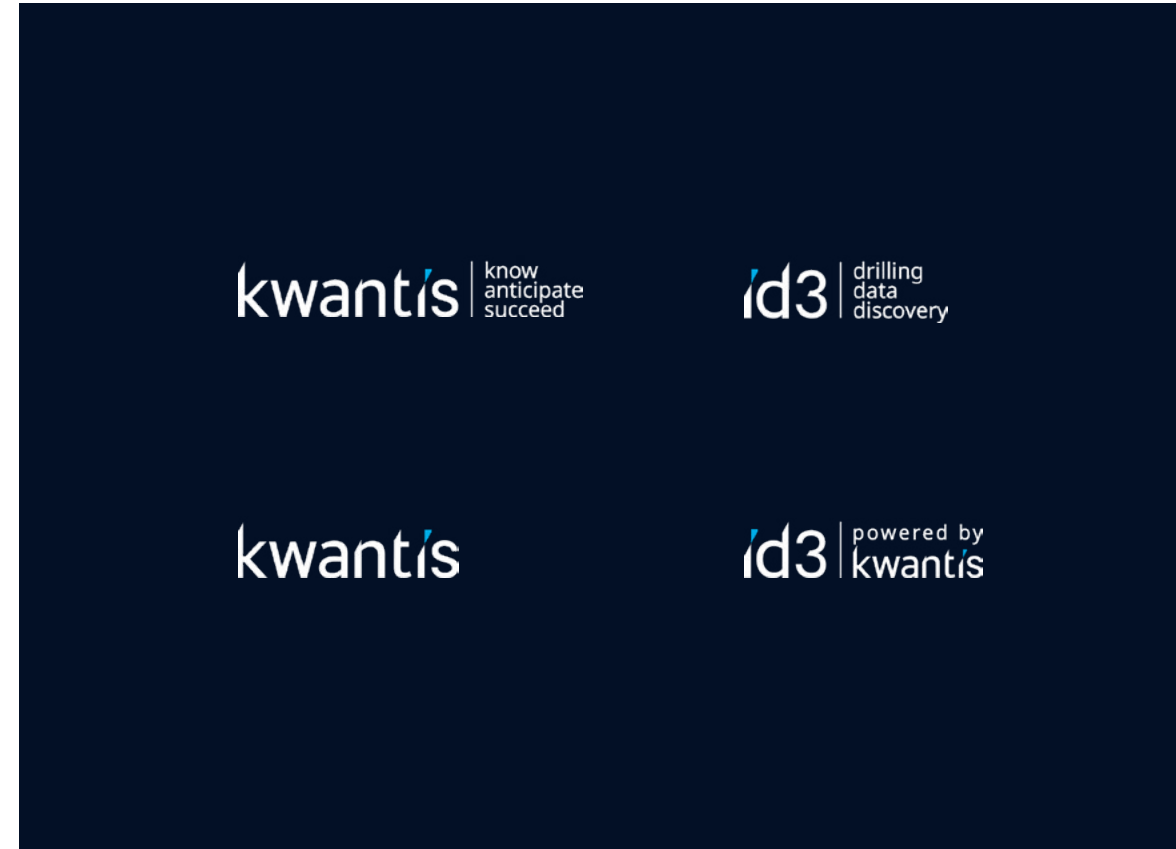 kwantis
know
anticipate
succeed
id3
drilling
data
discovery
kwantis
id3
powered by
kwantis